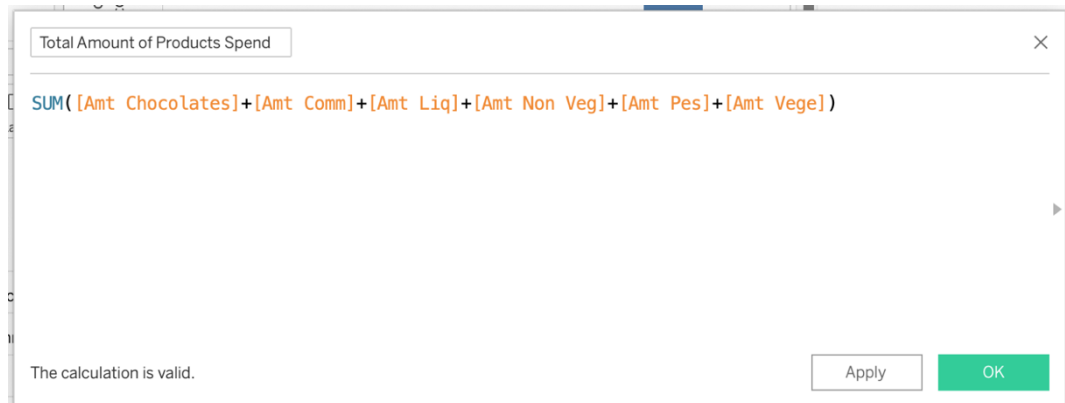 Total Amount of Products Spend
SUM([Amt Chocolates]+[Amt Comm]+[Amt Liq]+[Amt Non Veg]+[Amt Pes]+[Amt Vege])
The calculation is valid.
Apply
OK